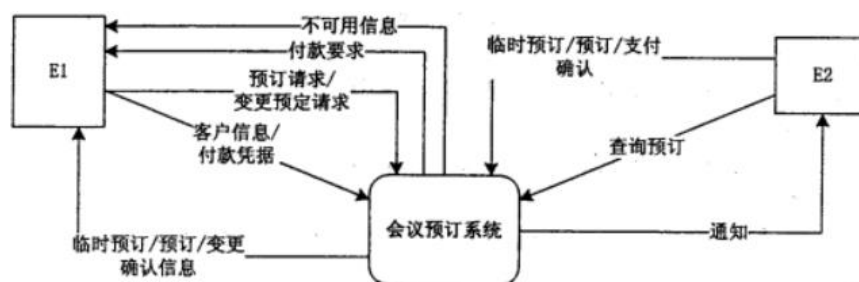 不可用信息
付款要求
E1
预订请求/
变更预定请求
客户信息/
付款凭据
临时预订/预订/支付
确认
E2
查询预订
会议预订系统
通知
临时预订/预订/变更
确认信息